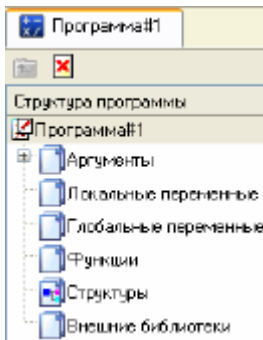 Программа#1
Структура программы
Программа#1
Аргументы
Локальные переменные
Глобальные переменные
Функции
Структуры
Внешние библиотеки